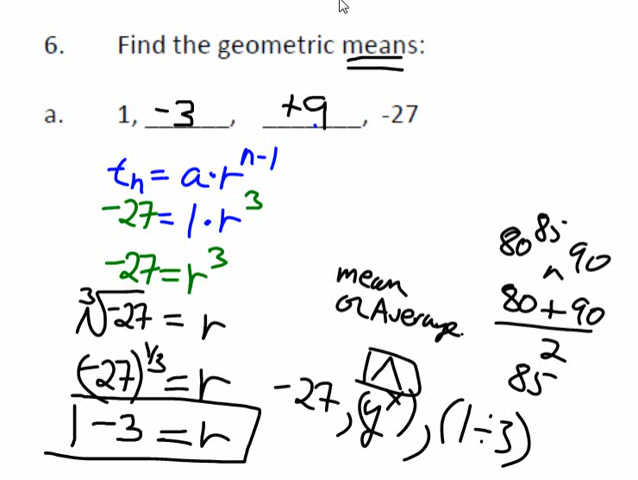 6. Find the geometric means:
a. 1, -3, +9, -27
tn = a·r^n-1
-27 = 1·r^3
-27 = r^3
∛-27 = r
(-27)^1/3 = r
1 -3 = r
mean
or Average.
-27, (y^x), (1÷3)
^
80 85 90
^
80+90
2
85